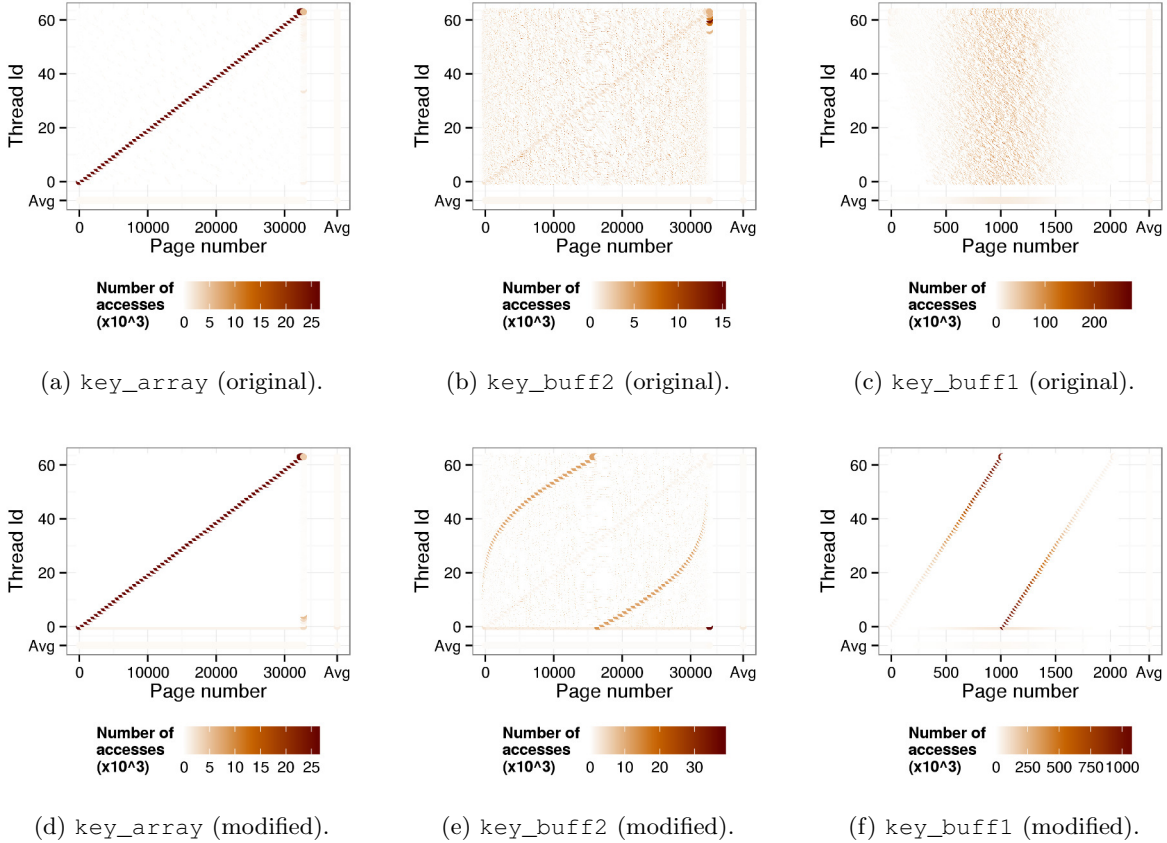 60
40
20
0
Avg
Thread Id
0 10000 20000 30000 Avg
Page number
Number of
accesses
(x10^3)
0 5 10 15 20 25
(a) key_array (original).
60
40
20
0
Avg
Thread Id
0 10000 20000 30000 Avg
Page number
Number of
accesses
(x10^3)
0 5 10 15
(b) key_buff2 (original).
60
40
20
0
Avg
Thread Id
0 500 1000 1500 2000 Avg
Page number
Number of
accesses
(x10^3)
0 100 200
(c) key_buff1 (original).
60
40
20
0
Avg
Thread Id
0 10000 20000 30000 Avg
Page number
Number of
accesses
(x10^3)
0 5 10 15 20 25
(d) key_array (modified).
60
40
20
0
Avg
Thread Id
0 10000 20000 30000 Avg
Page number
Number of
accesses
(x10^3)
0 10 20 30
(e) key_buff2 (modified).
60
40
20
0
Avg
Thread Id
0 500 1000 1500 2000 Avg
Page number
Number of
accesses
(x10^3)
0 250 500 750 1000
(f) key_buff1 (modified).